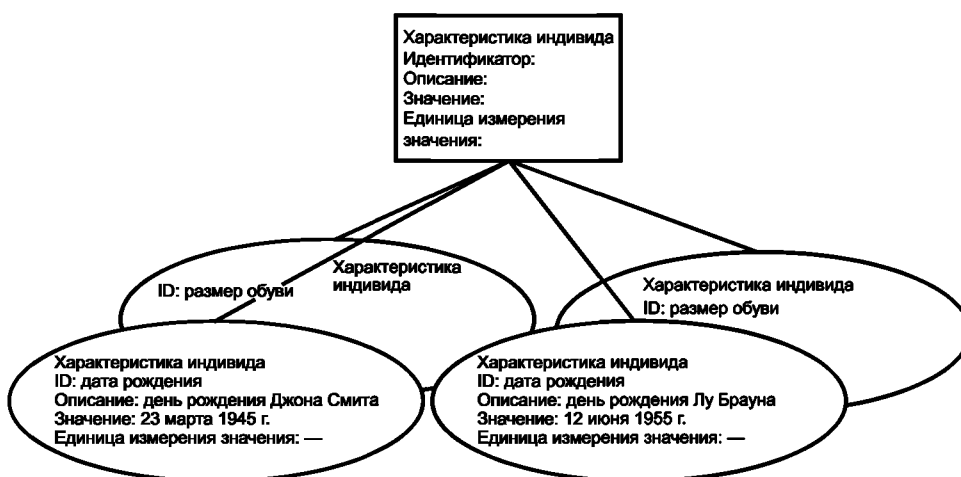 Характеристика индивида
Идентификатор:
Описание:
Значение:
Единица измерения
значения:
Характеристика
индивида
ID: размер обуви
Характеристика индивида
ID: размер обуви
Характеристика индивида
ID: дата рождения
Описание: день рождения Джона Смита
Значение: 23 марта 1945 г.
Единица измерения значения: —
Характеристика индивида
ID: дата рождения
Описание: день рождения Лу Брауна
Значение: 12 июня 1955 г.
Единица измерения значения: —